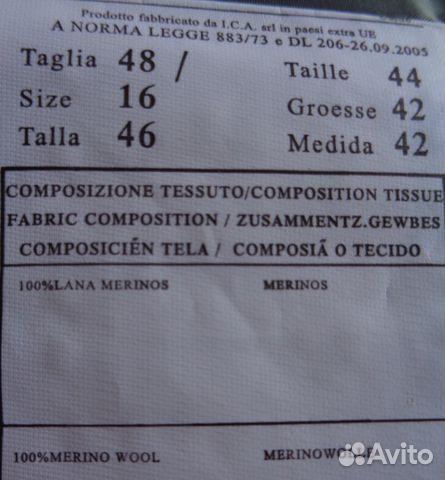 Prodotto fabbricato da I.C.A. srl in paesi extra UE
A NORMA LEGGE 883/73 e DL 206-26.09.2005
Taglia 48 / Taille 44
Size 16 Groesse 42
Talla 46 Medida 42
COMPOSIZIONE TESSUTO/COMPOSITION TISSUE
FABRIC COMPOSITION / ZUSAMMENTZ.GEWBES
COMPOSICIÉN TELA / COMPOSIÃ O TECIDO
100%LANA MERINOS MERINOS
100%MERINO WOOL MERINOWOLLE
Avito